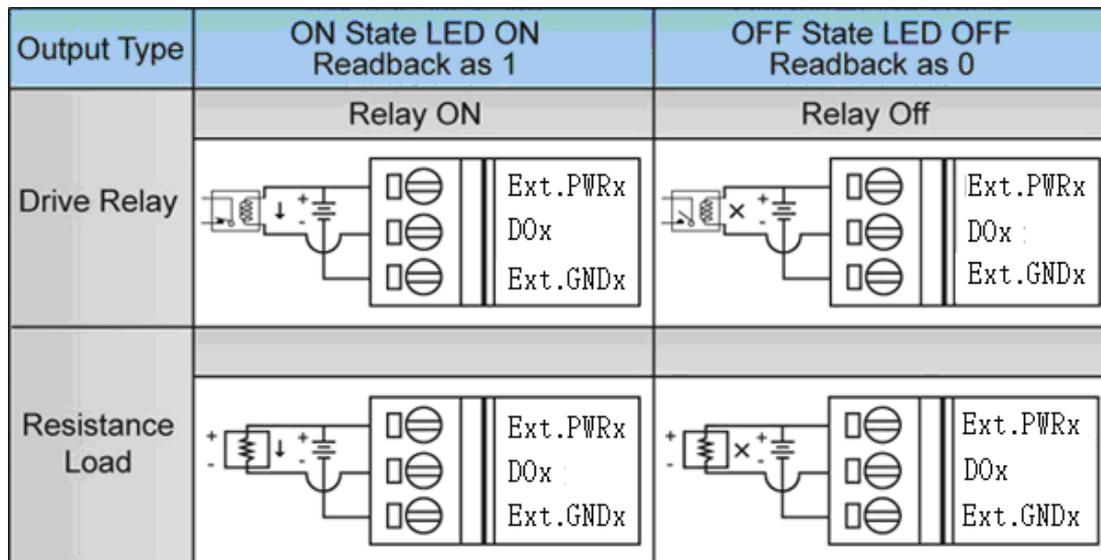 Output Type
ON State LED ON
Readback as 1
OFF State LED OFF
Readback as 0
Drive Relay
Relay ON
Relay Off
+
-
Ext.PWRx
DOx
Ext.GNDx
+
-
Ext.PWRx
DOx
Ext.GNDx
Resistance
Load
+
-
+
-
Ext.PWRx
DOx
Ext.GNDx
+
-
+
-
Ext.PWRx
DOx
Ext.GNDx